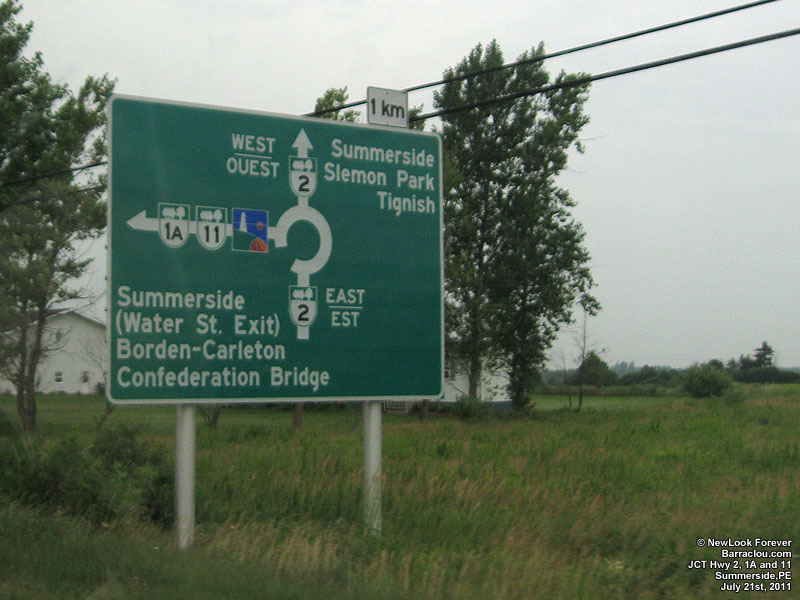 1 km
WEST
OUEST
Summerside
Slemon Park
Tignish
2
1A
11
2
EAST
EST
Summerside
(Water St. Exit)
Borden-Carleton
Confederation Bridge
© NewLook Forever
Barraclou.com
JCT Hwy 2, 1A and 11
Summerside,PE
July 21st, 2011